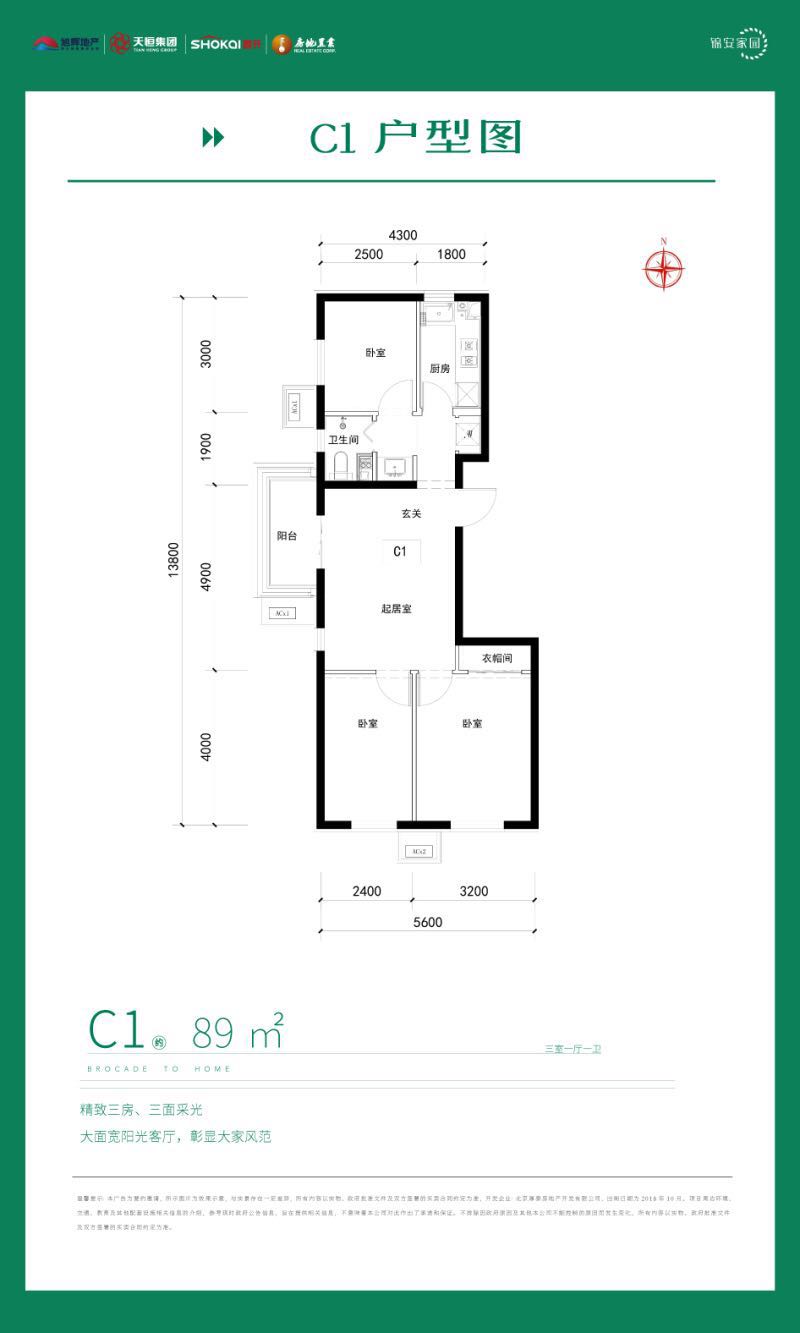 旭辉地产 天恒集团 TIAN HENG GROUP SHOKAI 首开 房地置业 REAL ESTATE CORP.
锦安家园
C1 户型图
N
4300
2500 1800
3000
卧室
厨房
ACx1
1900
卫生间
玄关
阳台
C1
13800
4900
ACx1
起居室
衣帽间
卧室 卧室
4000
ACx2
2400 3200
5600
C1 约 89 ㎡
三室一厅一卫
BROCADE TO HOME
精致三房、三面采光
大面宽阳光客厅，彰显大家风范